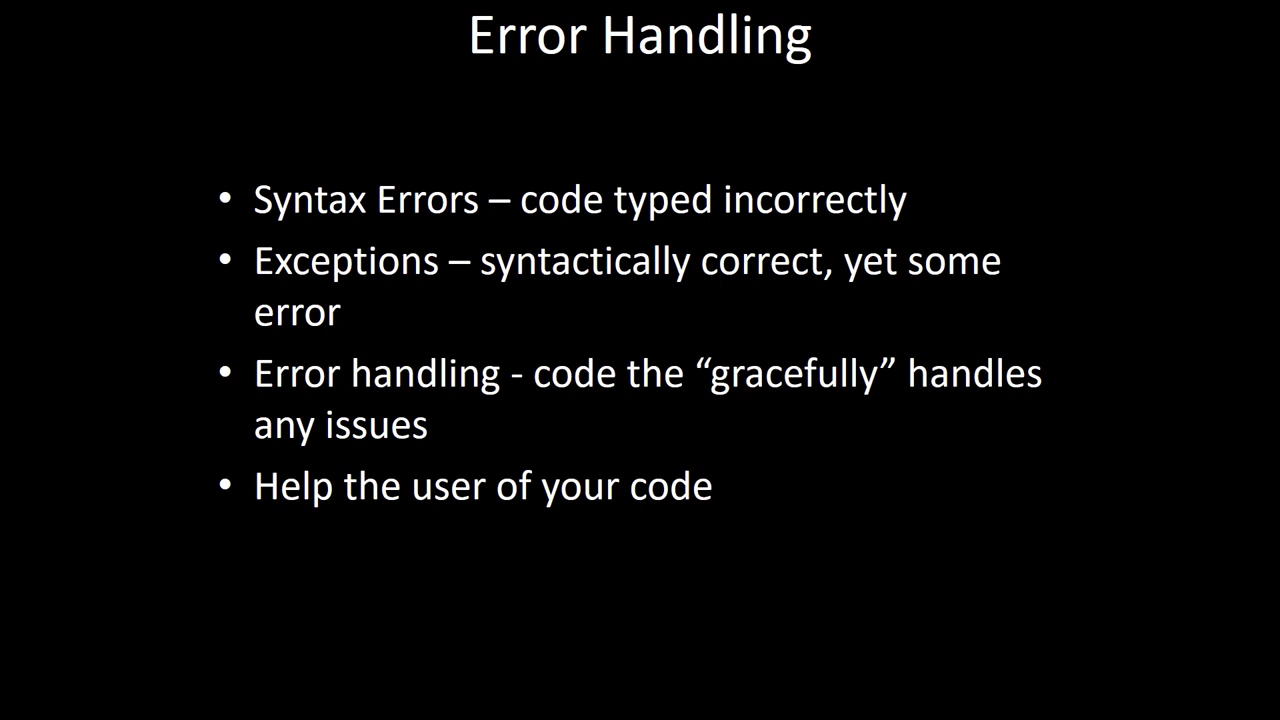 Error Handling
• Syntax Errors – code typed incorrectly
• Exceptions – syntactically correct, yet some
error
• Error handling - code the “gracefully” handles
any issues
• Help the user of your code